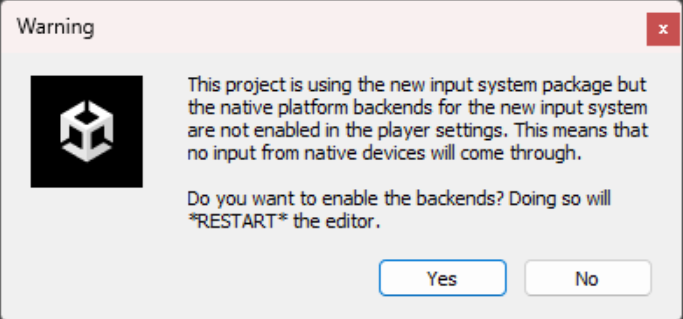 Warning
x
This project is using the new input system package but
the native platform backends for the new input system
are not enabled in the player settings. This means that
no input from native devices will come through.
Do you want to enable the backends? Doing so will
*RESTART* the editor.
Yes
No